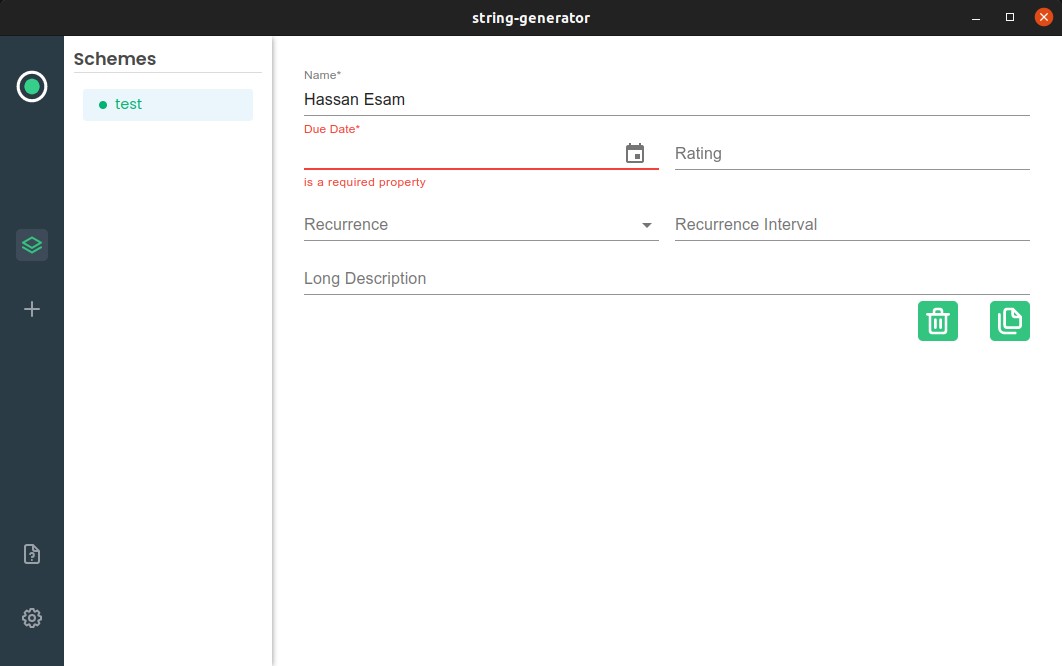 string-generator
Schemes
test
Name*
Hassan Esam
Due Date*
Rating
is a required property
Recurrence
Recurrence Interval
Long Description